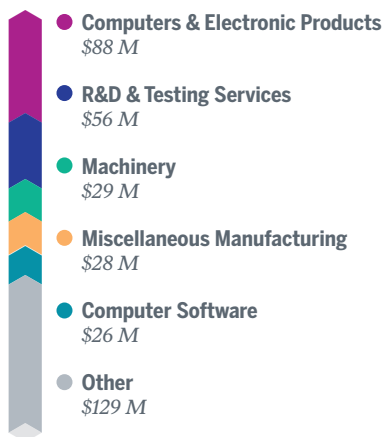 Computers & Electronic Products
$88 M
R&D & Testing Services
$56 M
Machinery
$29 M
Miscellaneous Manufacturing
$28 M
Computer Software
$26 M
Other
$129 M